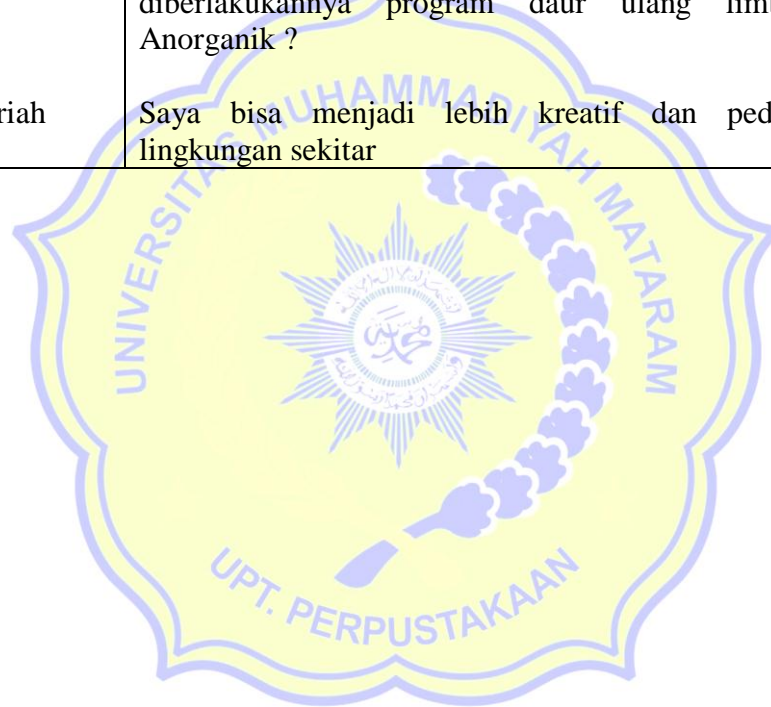 diberlakukannya program daur ulang
Anorganik ?
Saya bisa menjadi lebih kreatif dan
lingkungan sekitar
UNIVERSITAS MUHAMMADIYAH MATARAM
UPT. PERPUSTAKAAN